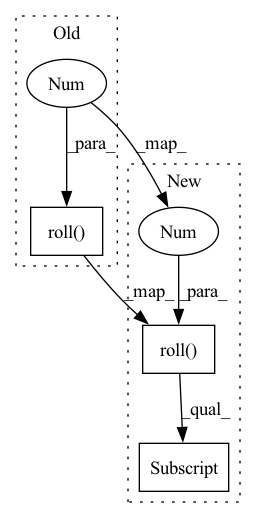 Old
Num
_para_
_map_
New
roll()
Num
_map_
_para_
roll()
_qual_
Subscript